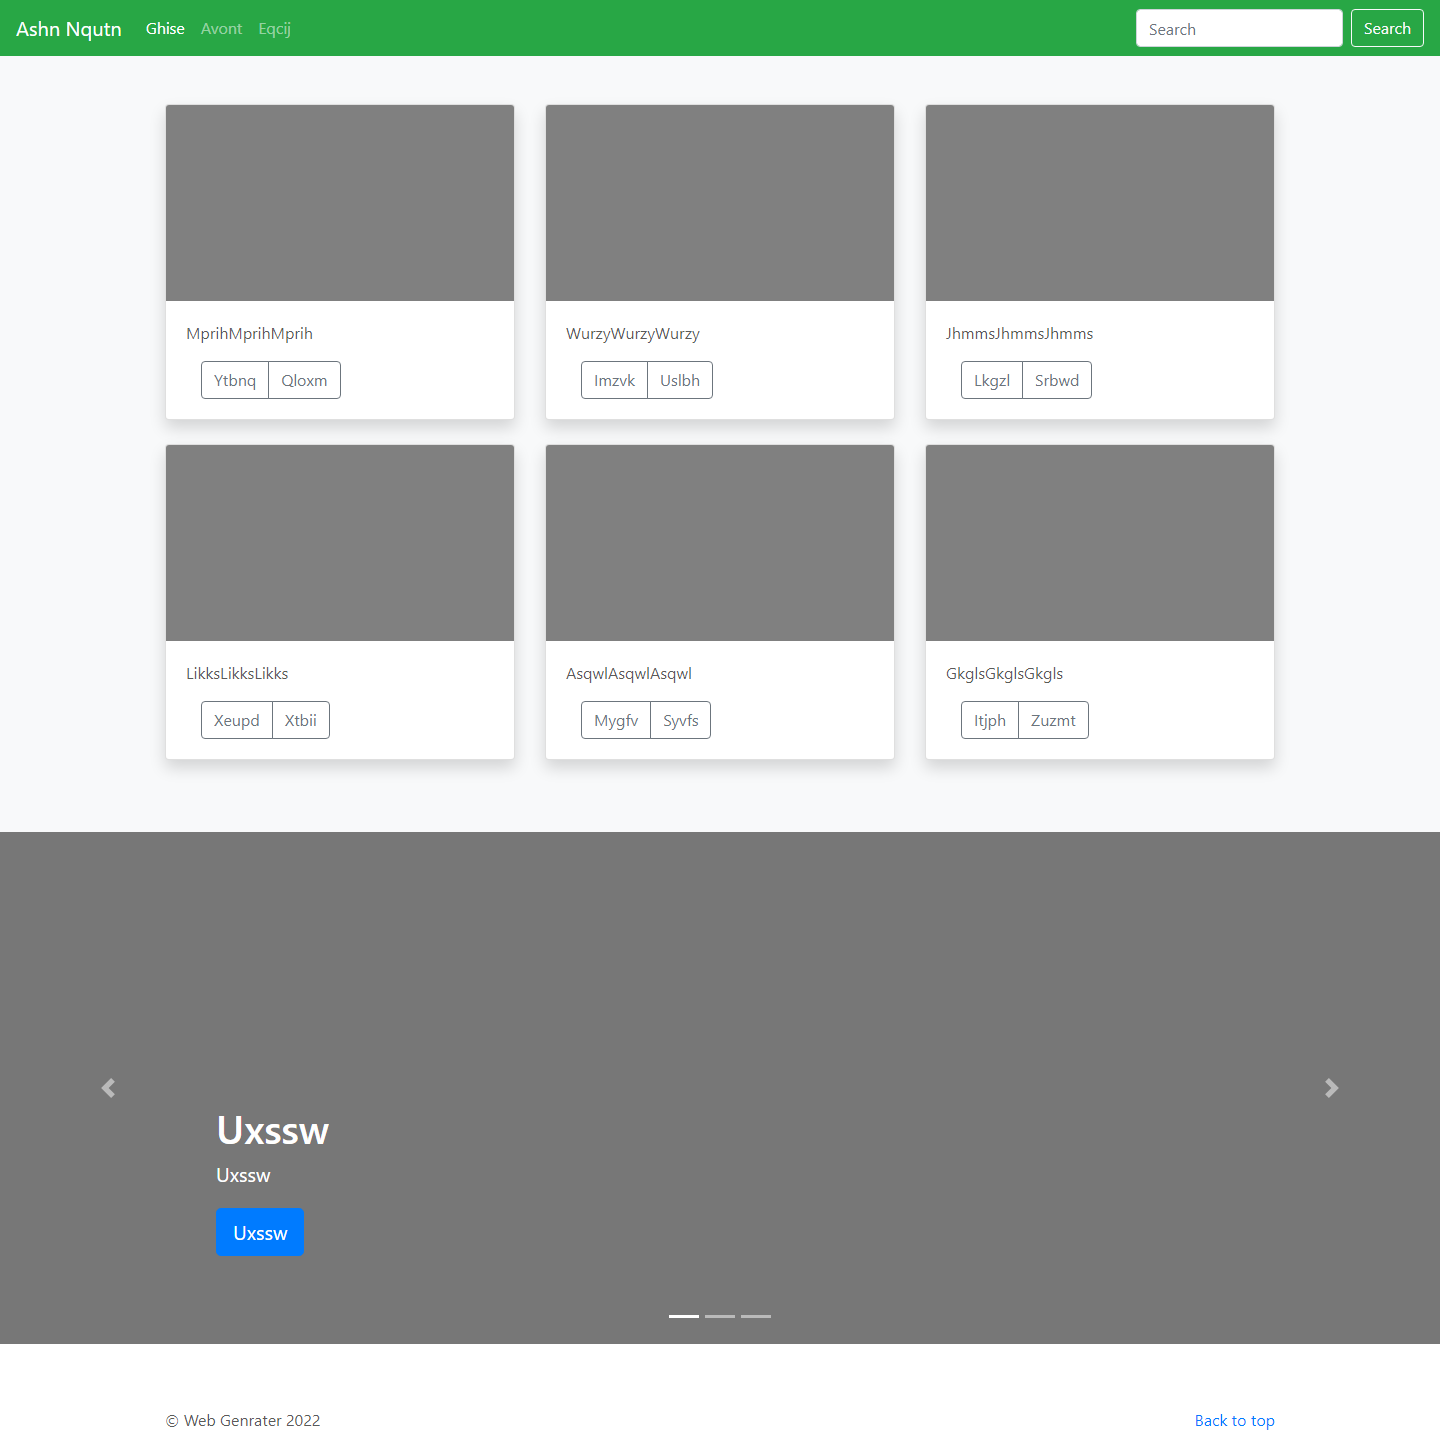 Ashn Nqutn Ghise Avont Eqcij Search Search
MprihMprihMprih WurzyWurzyWurzy JhmmsJhmmsJhmms
Ytbnq Qloxm Imzvk Uslbh Lkgzl Srbwd
LikksLikksLikks AsqwlAsqwlAsqwl GkglsGkglsGkgls
Xeupd Xtbii Mygfv Syvfs Itjph Zuzmt
Uxssw
Uxssw
Uxssw
© Web Genrater 2022 Back to top